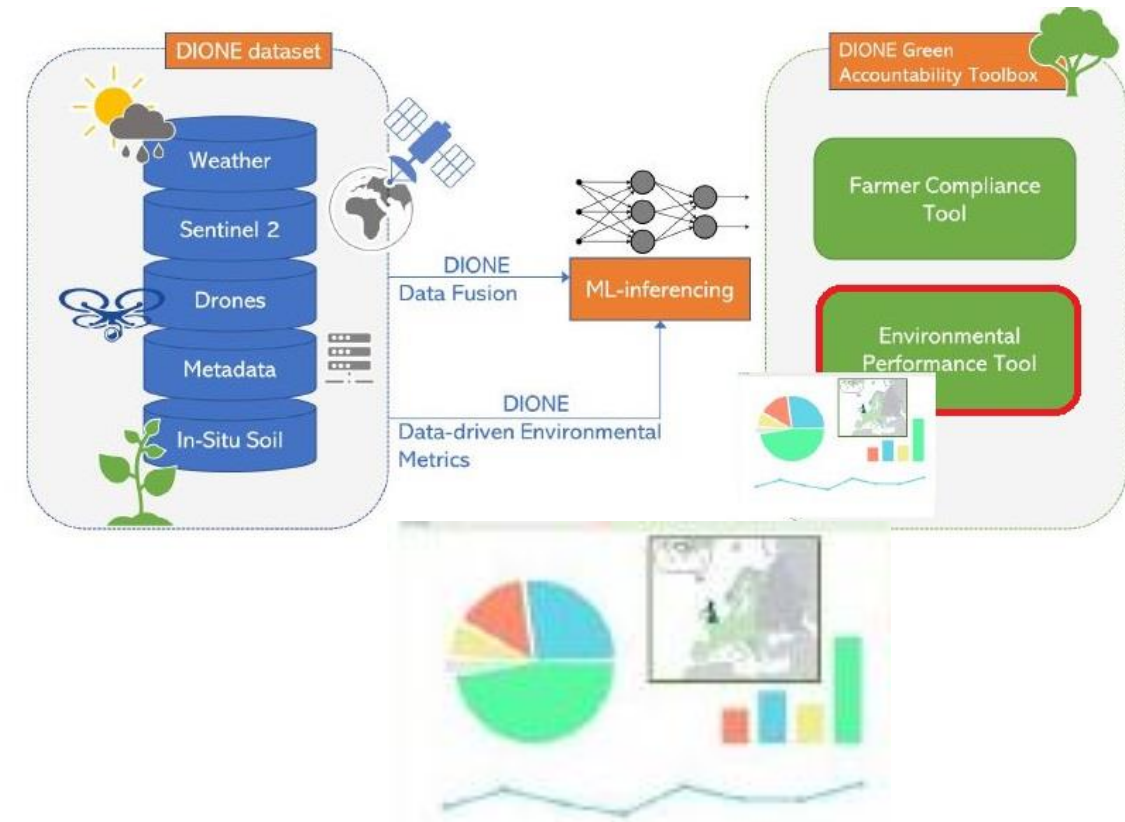 DIONE dataset
Weather
Sentinel 2
Drones
Metadata
In-Situ Soil
DIONE
Data Fusion
DIONE
Data-driven Environmental
Metrics
ML-inferencing
DIONE Green
Accountability Toolbox
Farmer Compliance
Tool
Environmental
Performance Tool